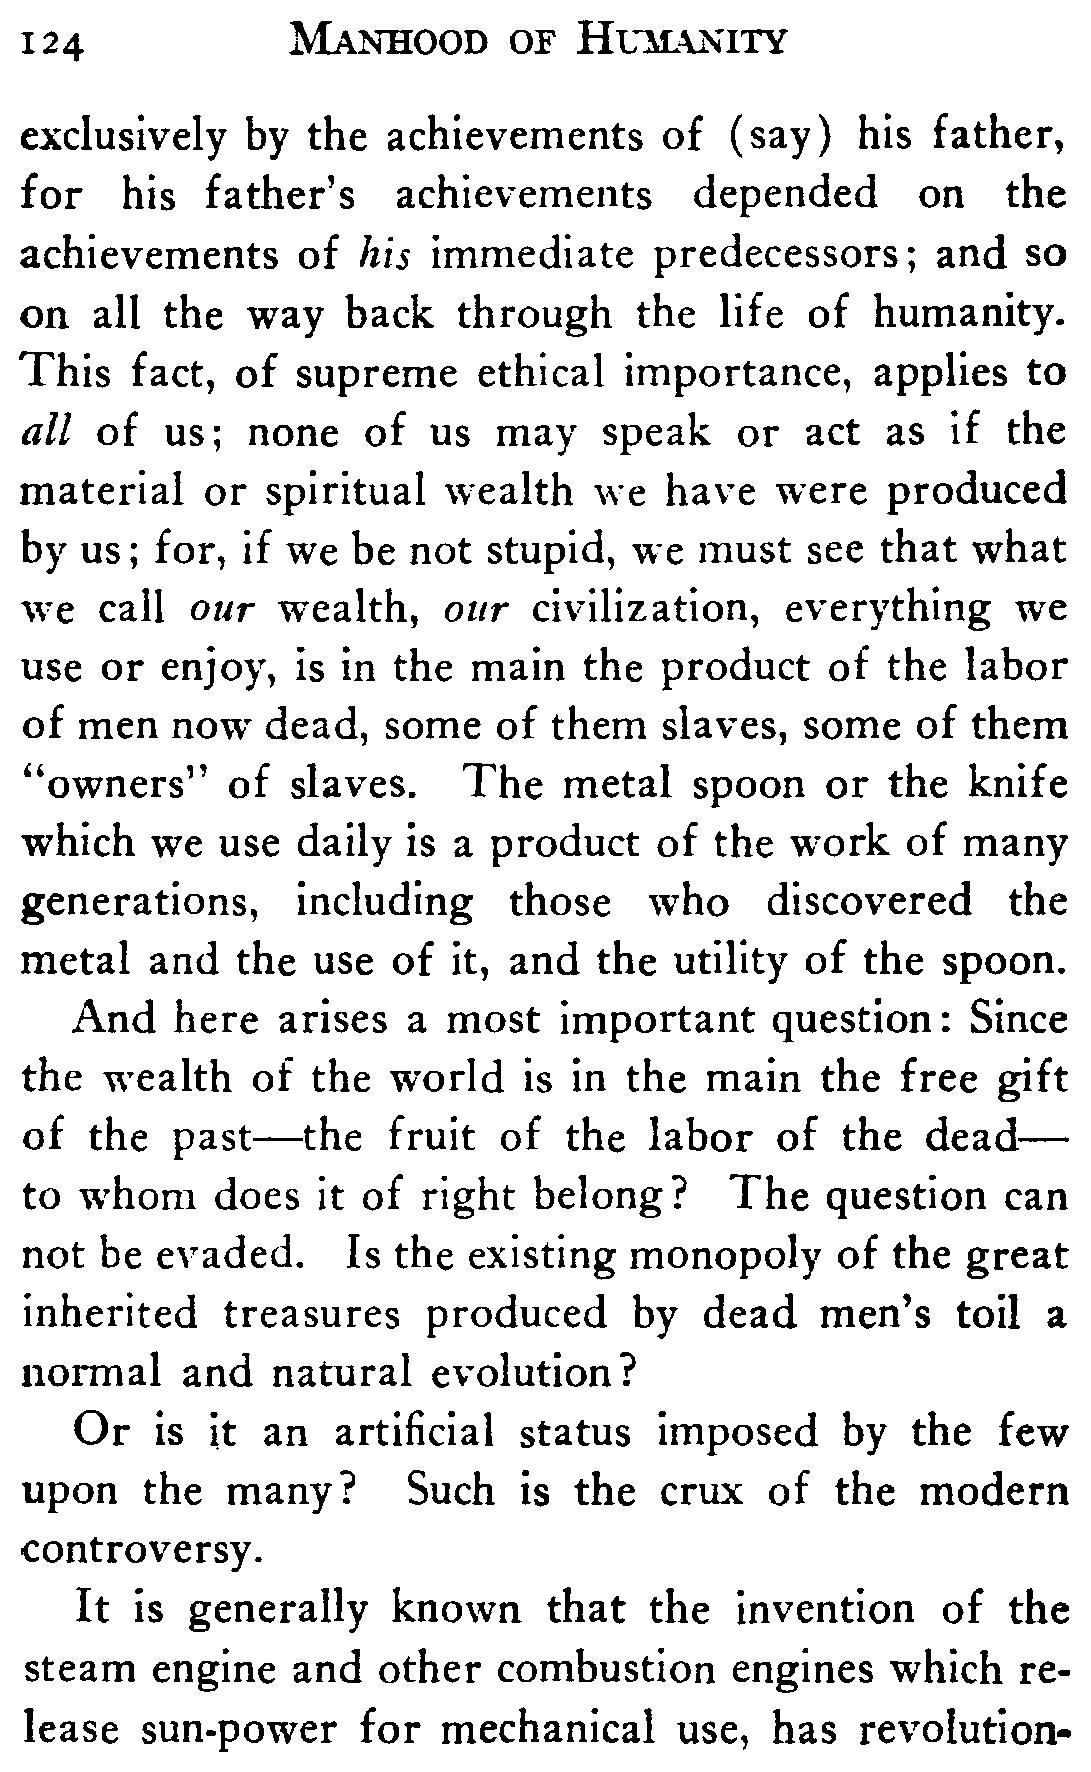 124 MANHOOD OF HUMANITY
exclusively by the achievements of (say) his father,
for his father's achievements depended on the
achievements of his immediate predecessors; and so
on all the way back through the life of humanity.
This fact, of supreme ethical importance, applies to
all of us; none of us may speak or act as if the
material or spiritual wealth we have were produced
by us; for, if we be not stupid, we must see that what
we call our wealth, our civilization, everything we
use or enjoy, is in the main the product of the labor
of men now dead, some of them slaves, some of them
"owners" of slaves. The metal spoon or the knife
which we use daily is a product of the work of many
generations, including those who discovered the
metal and the use of it, and the utility of the spoon.
And here arises a most important question: Since
the wealth of the world is in the main the free gift
of the past—the fruit of the labor of the dead—
to whom does it of right belong? The question can
not be evaded. Is the existing monopoly of the great
inherited treasures produced by dead men's toil a
normal and natural evolution?
Or is it an artificial status imposed by the few
upon the many? Such is the crux of the modern
controversy.
It is generally known that the invention of the
steam engine and other combustion engines which re-
lease sun-power for mechanical use, has revolution-